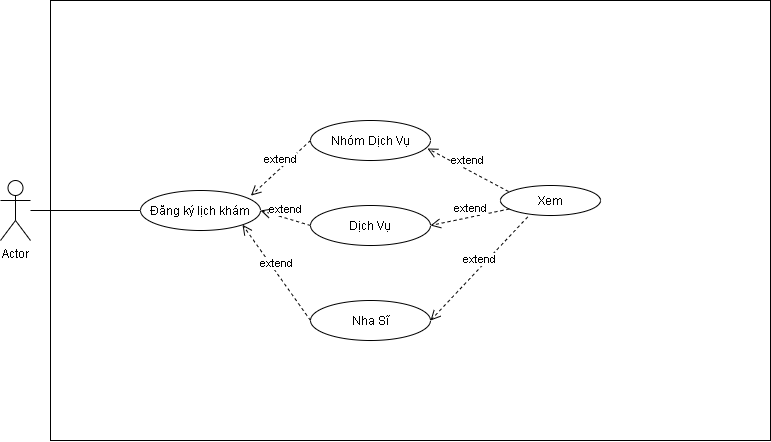 Nhóm Dịch Vụ
extend
extend
Đăng ký lịch khám
extend
Dịch Vụ
extend
Xem
Actor
extend
extend
Nha Sĩ